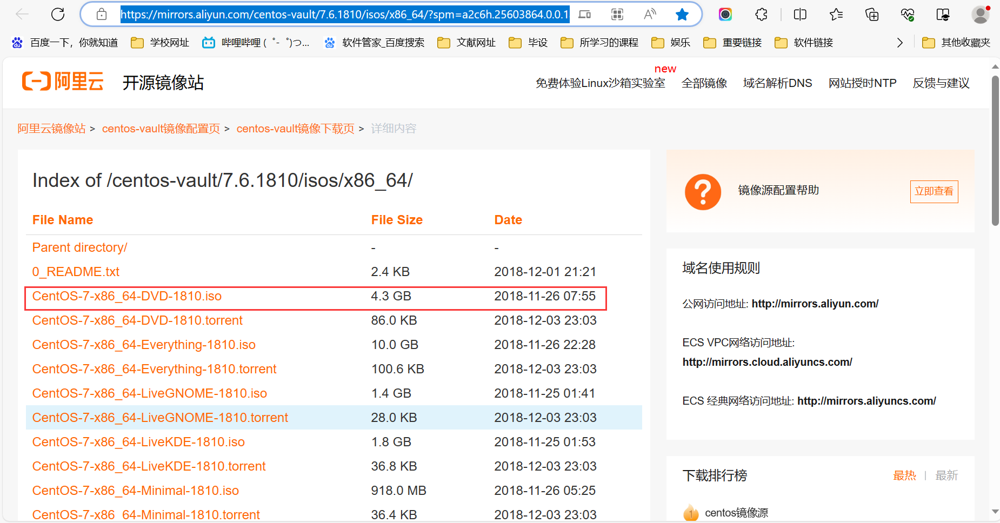 https://mirrors.aliyun.com/centos-vault/7.6.1810/isos/x86_64/?spm=a2c6h.25603864.0.0.1
百度一下，你就知道 学校网址 哔哩哔哩 ( ゜- ゜)つ... 软件管家_百度搜索 文献网址 毕设 所学习的课程 娱乐 重要链接 软件链接 其他收藏夹
阿里云 开源镜像站
new
免费体验Linux沙箱实验室 全部镜像 域名解析DNS 网站授时NTP 反馈与建议
阿里云镜像站 > centos-vault镜像配置页 > centos-vault镜像下载页 > 详细内容
Index of /centos-vault/7.6.1810/isos/x86_64/
File Name File Size Date
Parent directory/ - -
0_README.txt 2.4 KB 2018-12-01 21:21
CentOS-7-x86_64-DVD-1810.iso 4.3 GB 2018-11-26 07:55
CentOS-7-x86_64-DVD-1810.torrent 86.0 KB 2018-12-03 23:03
CentOS-7-x86_64-Everything-1810.iso 10.0 GB 2018-11-26 22:28
CentOS-7-x86_64-Everything-1810.torrent 100.6 KB 2018-12-03 23:03
CentOS-7-x86_64-LiveGNOME-1810.iso 1.4 GB 2018-11-25 01:41
CentOS-7-x86_64-LiveGNOME-1810.torrent 28.0 KB 2018-12-03 23:03
CentOS-7-x86_64-LiveKDE-1810.iso 1.8 GB 2018-11-25 01:53
CentOS-7-x86_64-LiveKDE-1810.torrent 36.8 KB 2018-12-03 23:03
CentOS-7-x86_64-Minimal-1810.iso 918.0 MB 2018-11-26 05:25
CentOS-7-x86_64-Minimal-1810.torrent 36.4 KB 2018-12-03 23:03
镜像源配置帮助 立即查看
域名使用规则
公网访问地址: http://mirrors.aliyun.com/
ECS VPC网络访问地址:
http://mirrors.cloud.aliyuncs.com/
ECS 经典网络访问地址: http://mirrors.aliyuncs.com/
下载排行榜 最热 | 最新
1 centos镜像源